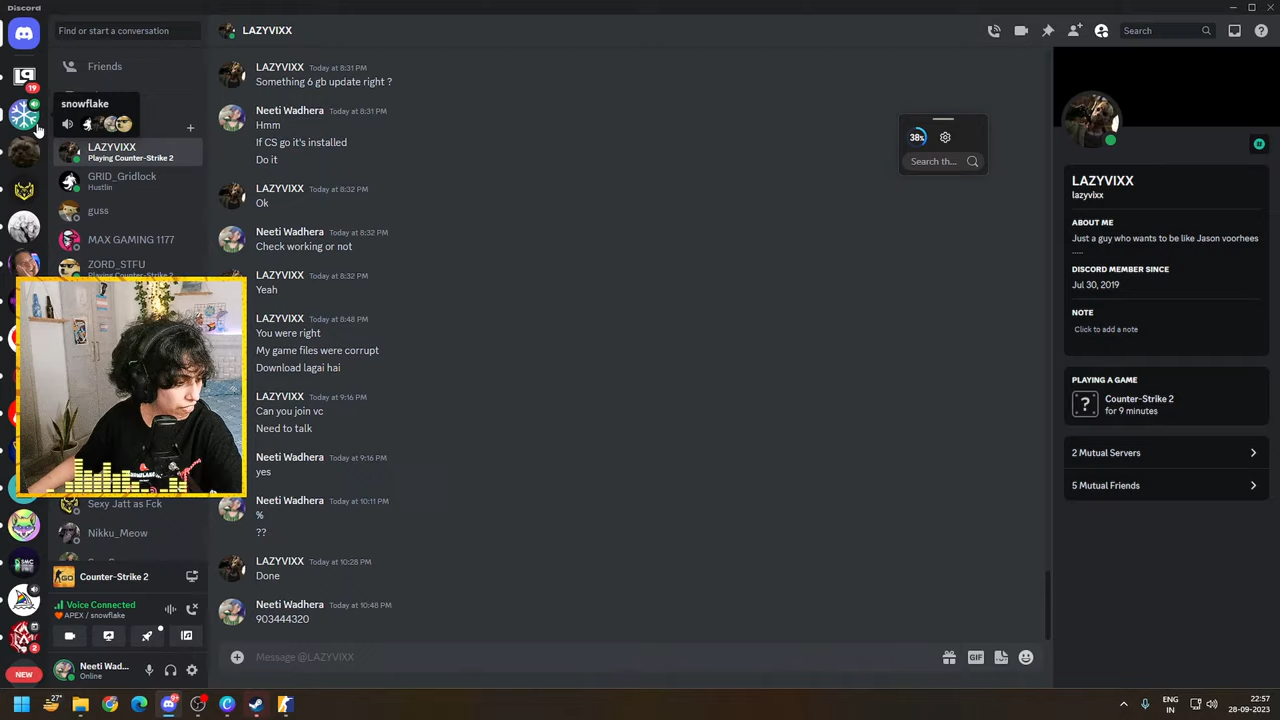 Discord
Find or start a conversation
LAZYVIXX
Search
Friends
19
snowflake
LAZYVIXX
Playing Counter-Strike 2
GRID_Gridlock
Hustlin
guss
MAX GAMING 1177
ZORD_STFU
Playing Counter-Strike 2
Sexy Jatt as Fck
Nikku_Meow
Counter-Strike 2
Voice Connected
APEX / snowflake
2
NEW
Neeti Wad...
Online
LAZYVIXX Today at 8:31 PM
Something 6 gb update right ?
Neeti Wadhera Today at 8:31 PM
Hmm
If CS go it's installed
Do it
LAZYVIXX Today at 8:32 PM
Ok
Neeti Wadhera Today at 8:32 PM
Check working or not
LAZYVIXX Today at 8:32 PM
Yeah
LAZYVIXX Today at 8:48 PM
You were right
My game files were corrupt
Download lagai hai
LAZYVIXX Today at 9:16 PM
Can you join vc
Need to talk
Neeti Wadhera Today at 9:16 PM
yes
Neeti Wadhera Today at 10:11 PM
%
??
LAZYVIXX Today at 10:28 PM
Done
Neeti Wadhera Today at 10:48 PM
903444320
Message @LAZYVIXX
GIF
38%
Search th...
LAZYVIXX
lazyvixx
ABOUT ME
Just a guy who wants to be like Jason voorhees
.....
DISCORD MEMBER SINCE
Jul 30, 2019
NOTE
Click to add a note
PLAYING A GAME
Counter-Strike 2
for 9 minutes
2 Mutual Servers
5 Mutual Friends
27°
ENG
IN
22:57
28-09-2023